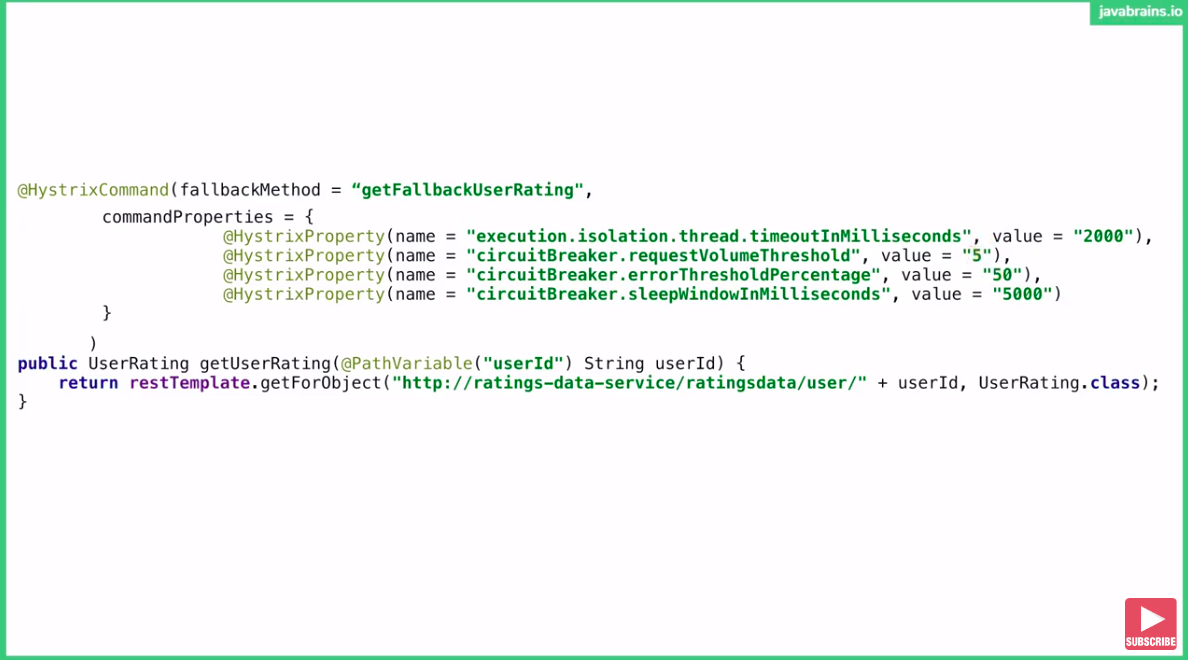 javabrains.io
@HystrixCommand(fallbackMethod = “getFallbackUserRating",
commandProperties = {
@HystrixProperty(name = "execution.isolation.thread.timeoutInMilliseconds", value = "2000"),
@HystrixProperty(name = "circuitBreaker.requestVolumeThreshold", value = "5"),
@HystrixProperty(name = "circuitBreaker.errorThresholdPercentage", value = "50"),
@HystrixProperty(name = "circuitBreaker.sleepWindowInMilliseconds", value = "5000")
}
)
public UserRating getUserRating(@PathVariable("userId") String userId) {
return restTemplate.getForObject("http://ratings-data-service/ratingsdata/user/" + userId, UserRating.class);
}
SUBSCRIBE